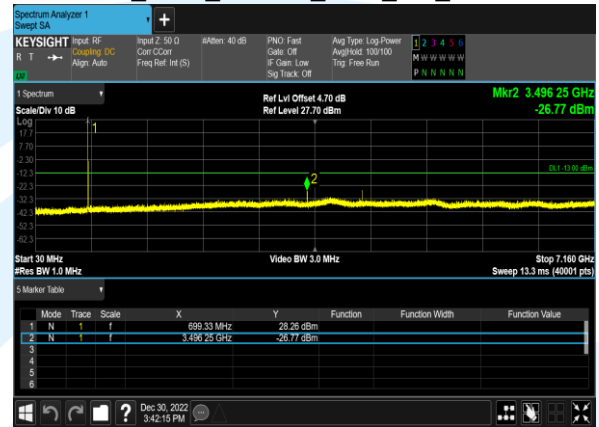 Spectrum Analyzer 1
Swept SA
KEYSIGHT
R T
LW
Input: RF
Coupling: DC
Align: Auto
Input Z: 50 Ω
Corr CCorr
Freq Ref: Int (S)
#Atten: 40 dB
PNO: Fast
Gate: Off
IF Gain: Low
Sig Track: Off
Avg Type: Log-Power
Avg|Hold: 100/100
Trig: Free Run
1 2 3 4 5 6
M W W W W W
P N N N N N
1 Spectrum
Scale/Div 10 dB
Ref Lvl Offset 4.70 dB
Ref Level 27.70 dBm
Mkr2 3.496 25 GHz
-26.77 dBm
Log
1
17.7
7.70
-2.30
DL1 -13.00 dBm
-12.3
2
-22.3
-32.3
-42.3
-52.3
-62.3
Start 30 MHz
#Res BW 1.0 MHz
Video BW 3.0 MHz
Stop 7.160 GHz
Sweep 13.3 ms (40001 pts)
5 Marker Table
Mode Trace Scale X Y Function Function Width Function Value
1 N 1 f 699.33 MHz 28.26 dBm
2 N 1 f 3.496 25 GHz -26.77 dBm
3
4
5
6
?
Dec 30, 2022
3:42:15 PM